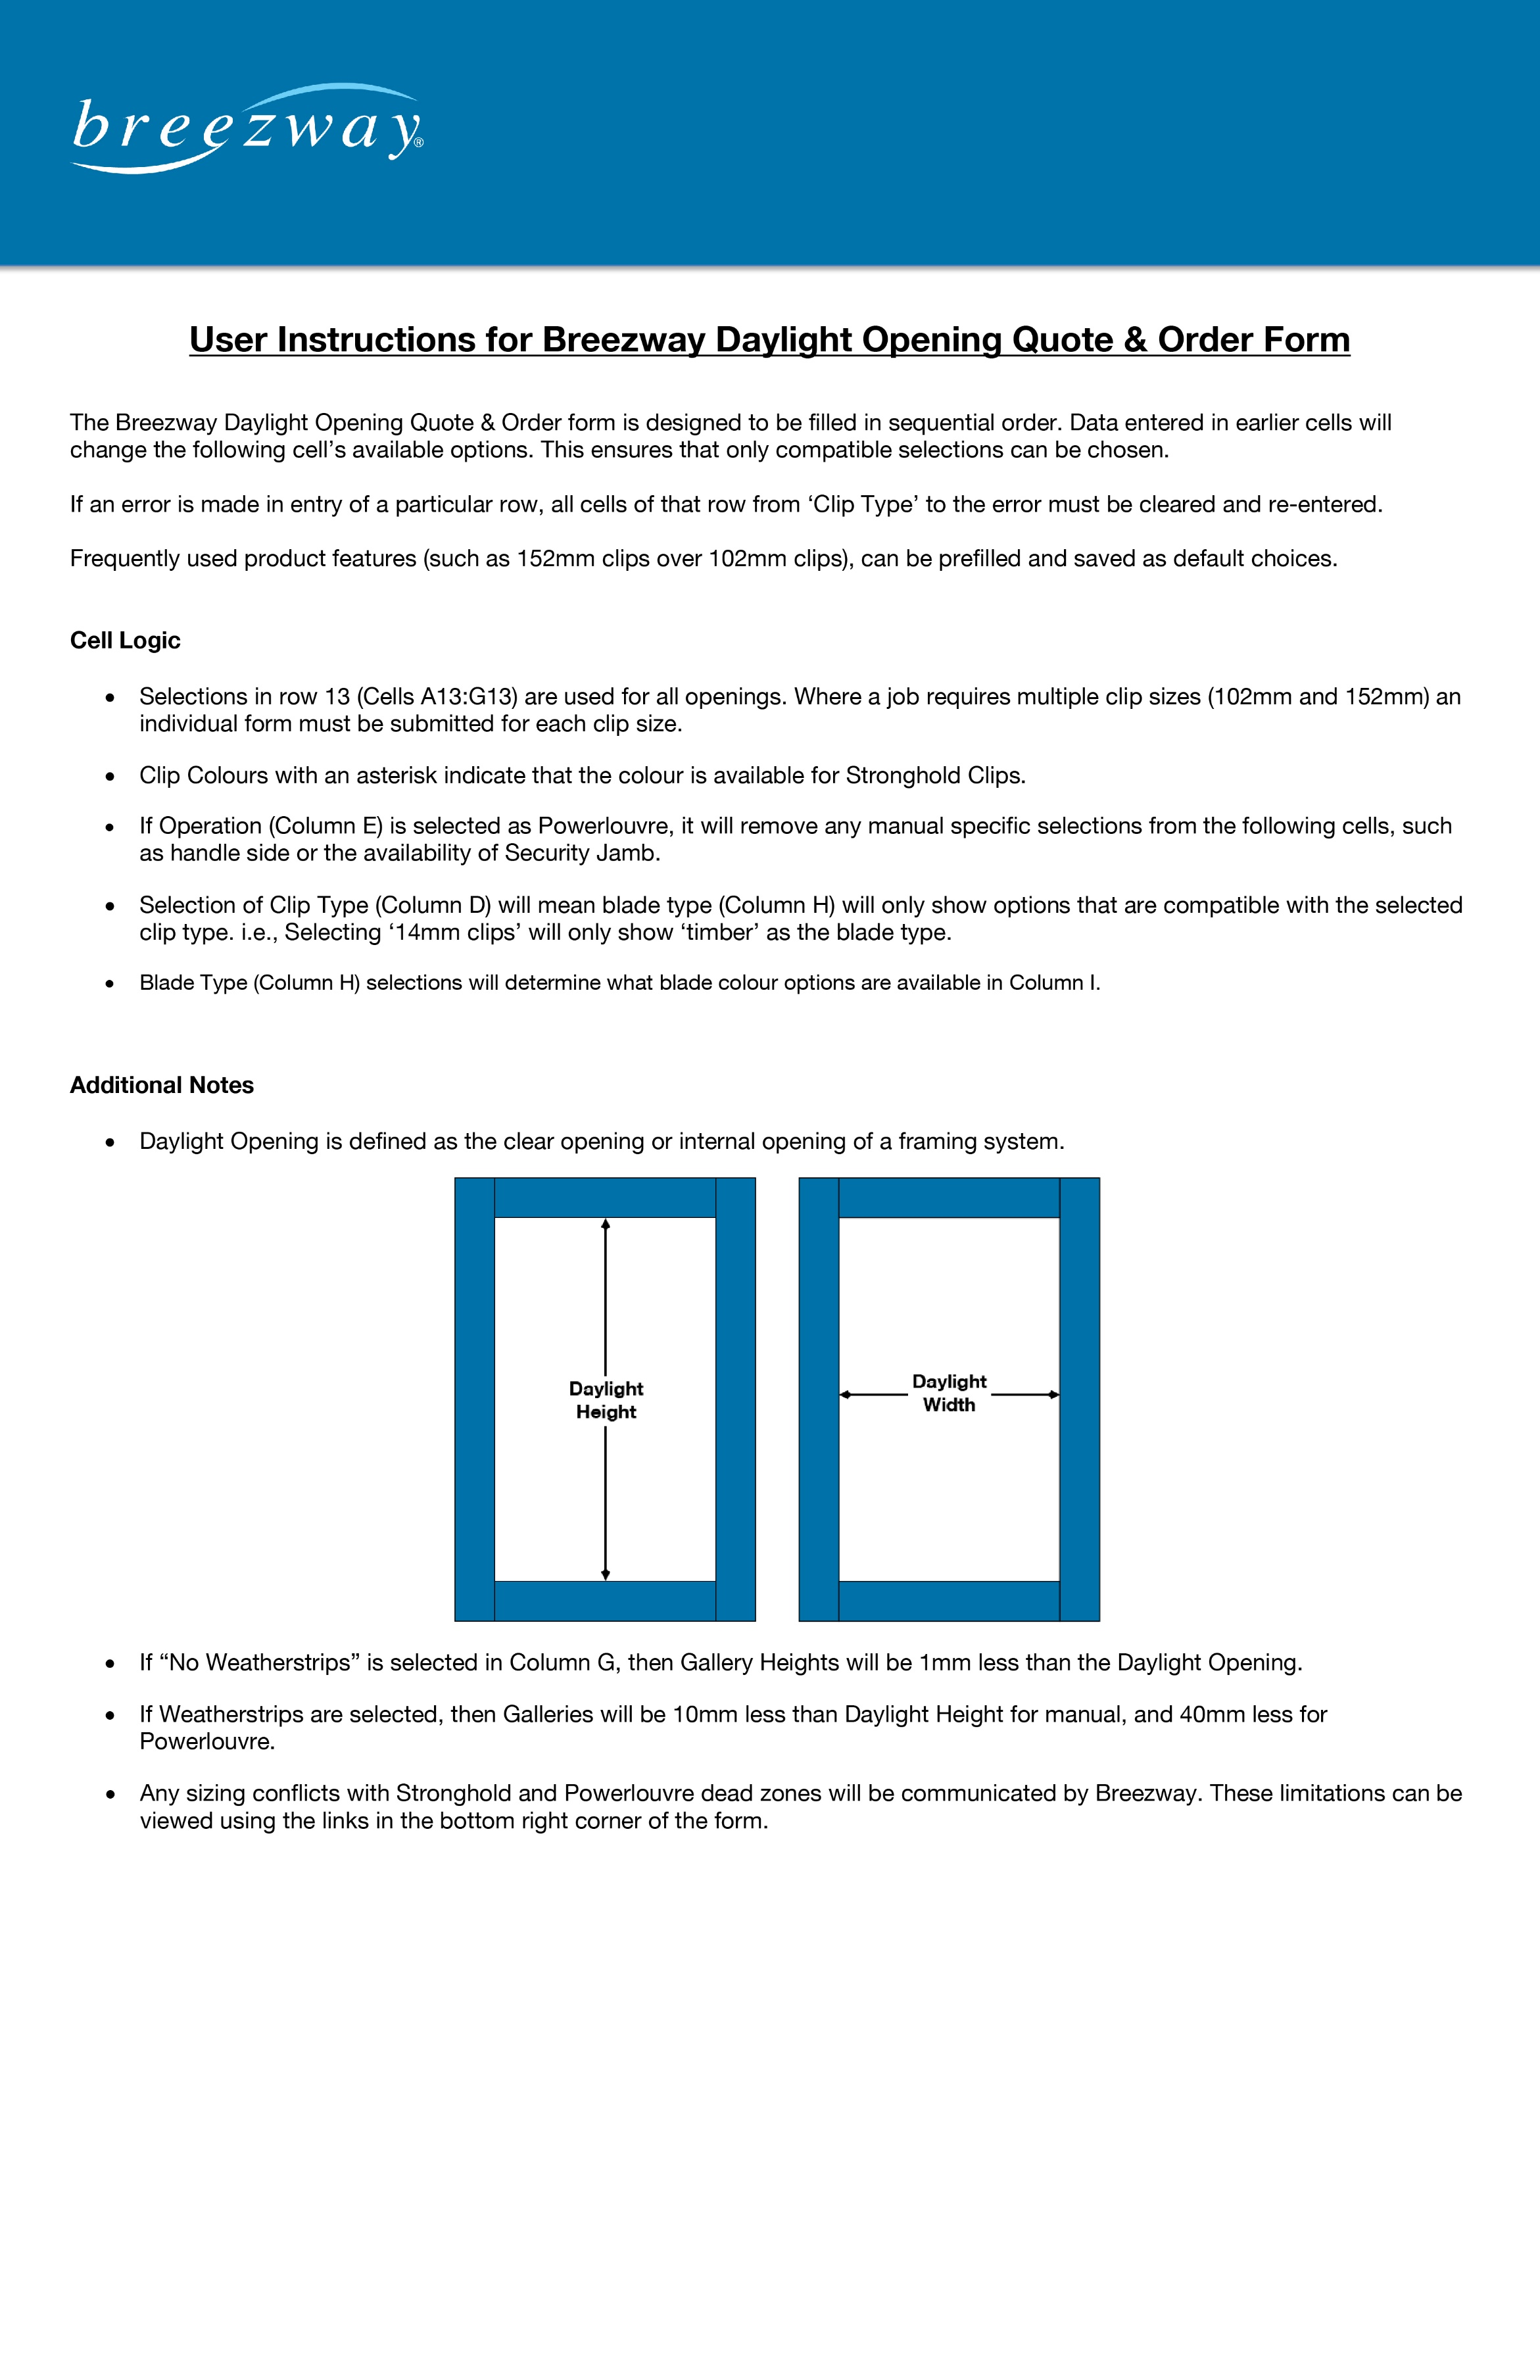 breezway®
User Instructions for Breezway Daylight Opening Quote & Order Form
The Breezway Daylight Opening Quote & Order form is designed to be filled in sequential order. Data entered in earlier cells will
change the following cell’s available options. This ensures that only compatible selections can be chosen.
If an error is made in entry of a particular row, all cells of that row from ‘Clip Type’ to the error must be cleared and re-entered.
Frequently used product features (such as 152mm clips over 102mm clips), can be prefilled and saved as default choices.
Cell Logic
• Selections in row 13 (Cells A13:G13) are used for all openings. Where a job requires multiple clip sizes (102mm and 152mm) an
individual form must be submitted for each clip size.
• Clip Colours with an asterisk indicate that the colour is available for Stronghold Clips.
• If Operation (Column E) is selected as Powerlouvre, it will remove any manual specific selections from the following cells, such
as handle side or the availability of Security Jamb.
• Selection of Clip Type (Column D) will mean blade type (Column H) will only show options that are compatible with the selected
clip type. i.e., Selecting ‘14mm clips’ will only show ‘timber’ as the blade type.
• Blade Type (Column H) selections will determine what blade colour options are available in Column I.
Additional Notes
• Daylight Opening is defined as the clear opening or internal opening of a framing system.
Daylight
Height
Daylight
Width
• If “No Weatherstrips” is selected in Column G, then Gallery Heights will be 1mm less than the Daylight Opening.
• If Weatherstrips are selected, then Galleries will be 10mm less than Daylight Height for manual, and 40mm less for
Powerlouvre.
• Any sizing conflicts with Stronghold and Powerlouvre dead zones will be communicated by Breezway. These limitations can be
viewed using the links in the bottom right corner of the form.